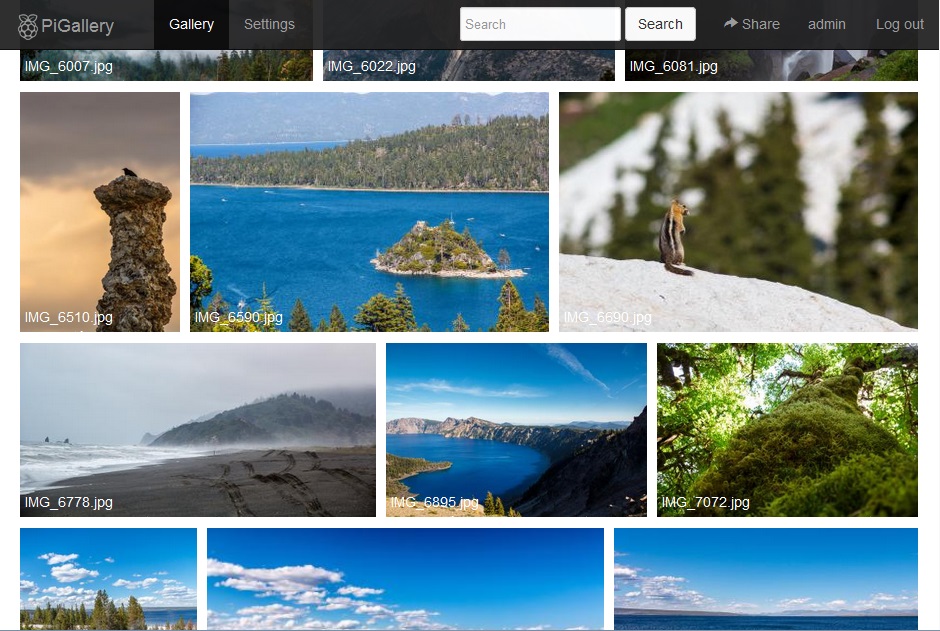 PiGallery Gallery Settings Search Search Share admin Log out
IMG_6007.jpg IMG_6022.jpg IMG_6081.jpg
IMG_6510.jpg IMG_6590.jpg IMG_6690.jpg
IMG_6778.jpg IMG_6895.jpg IMG_7072.jpg